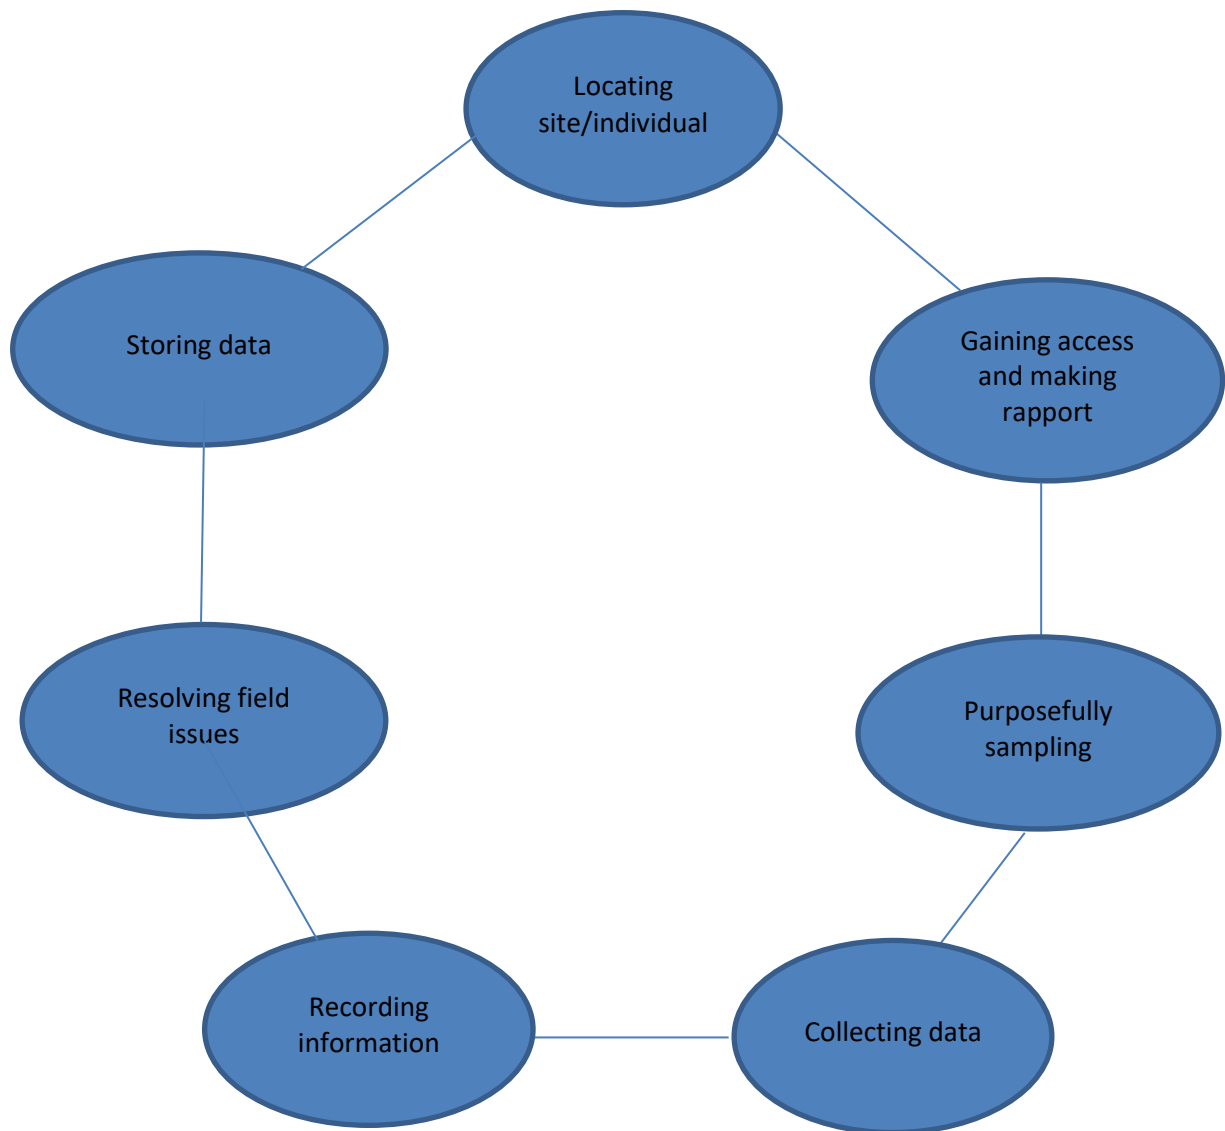 Locating
site/individual
Gaining access
and making
rapport
Purposefully
sampling
Collecting data
Recording
information
Resolving field
issues
Storing data